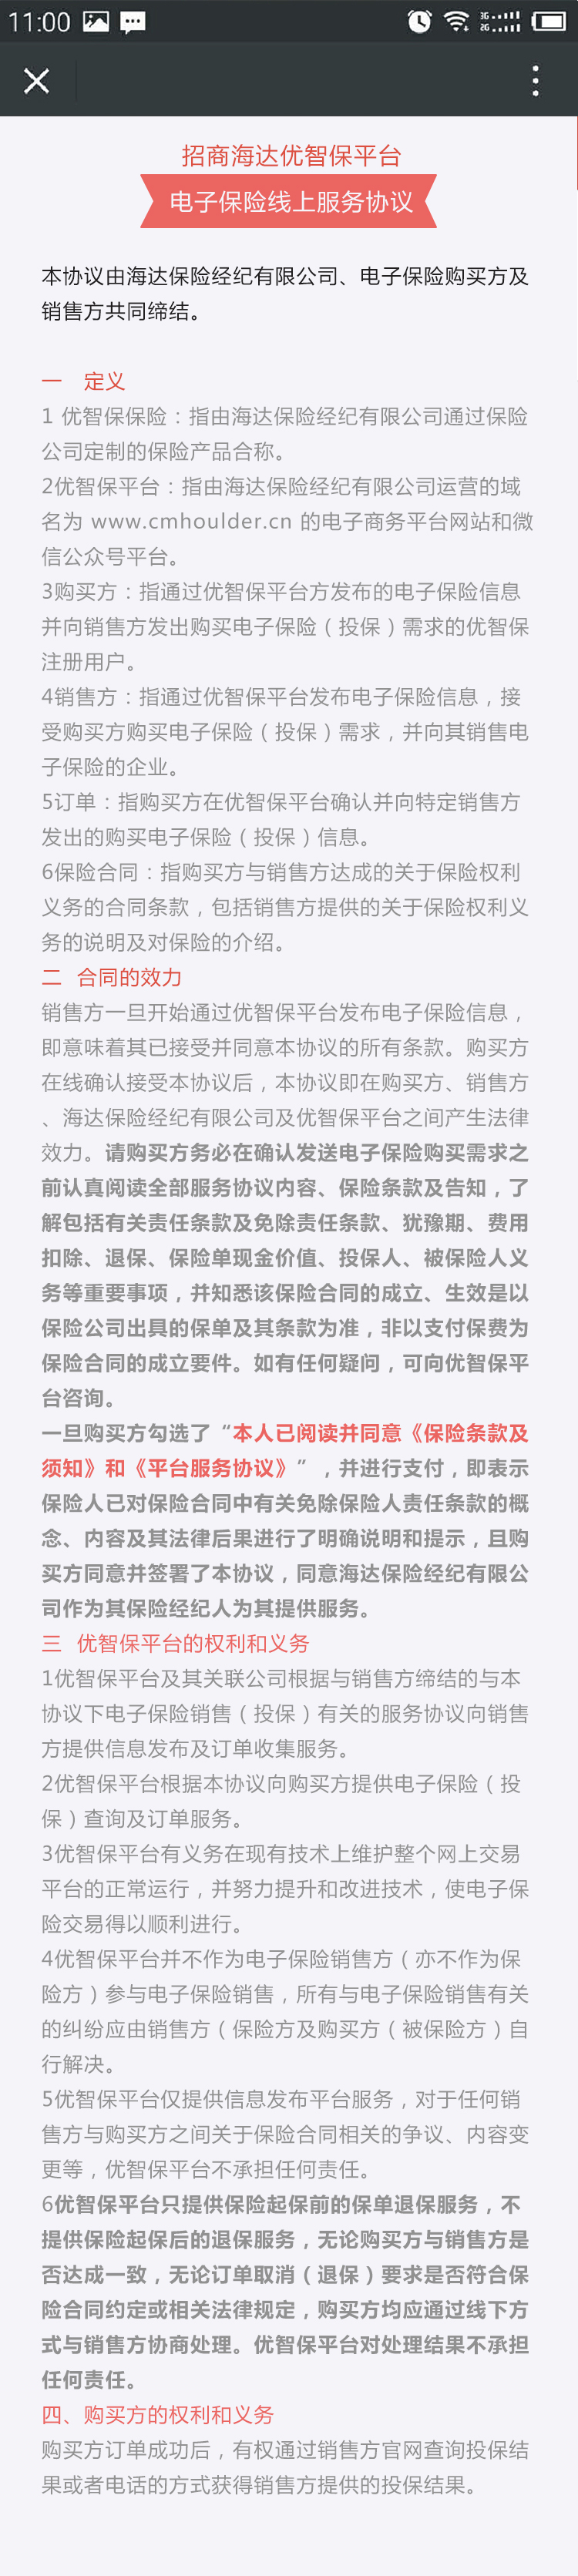 11:00
3G
2G
招商海达优智保平台
电子保险线上服务协议
本协议由海达保险经纪有限公司、电子保险购买方及
销售方共同缔结。
一 定义
1 优智保保险：指由海达保险经纪有限公司通过保险
公司定制的保险产品合称。
2优智保平台：指由海达保险经纪有限公司运营的域
名为 www.cmhoulder.cn 的电子商务平台网站和微
信公众号平台。
3购买方：指通过优智保平台方发布的电子保险信息
并向销售方发出购买电子保险（投保）需求的优智保
注册用户。
4销售方：指通过优智保平台发布电子保险信息，接
受购买方购买电子保险（投保）需求，并向其销售电
子保险的企业。
5订单：指购买方在优智保平台确认并向特定销售方
发出的购买电子保险（投保）信息。
6保险合同：指购买方与销售方达成的关于保险权利
义务的合同条款，包括销售方提供的关于保险权利义
务的说明及对保险的介绍。
二 合同的效力
销售方一旦开始通过优智保平台发布电子保险信息，
即意味着其已接受并同意本协议的所有条款。购买方
在线确认接受本协议后，本协议即在购买方、销售方
、海达保险经纪有限公司及优智保平台之间产生法律
效力。请购买方务必在确认发送电子保险购买需求之
前认真阅读全部服务协议内容、保险条款及告知，了
解包括有关责任条款及免除责任条款、犹豫期、费用
扣除、退保、保险单现金价值、投保人、被保险人义
务等重要事项，并知悉该保险合同的成立、生效是以
保险公司出具的保单及其条款为准，非以支付保费为
保险合同的成立要件。如有任何疑问，可向优智保平
台咨询。
一旦购买方勾选了“本人已阅读并同意《保险条款及
须知》和《平台服务协议》”，并进行支付，即表示
保险人已对保险合同中有关免除保险人责任条款的概
念、内容及其法律后果进行了明确说明和提示，且购
买方同意并签署了本协议，同意海达保险经纪有限公
司作为其保险经纪人为其提供服务。
三 优智保平台的权利和义务
1优智保平台及其关联公司根据与销售方缔结的与本
协议下电子保险销售（投保）有关的服务协议向销售
方提供信息发布及订单收集服务。
2优智保平台根据本协议向购买方提供电子保险（投
保）查询及订单服务。
3优智保平台有义务在现有技术上维护整个网上交易
平台的正常运行，并努力提升和改进技术，使电子保
险交易得以顺利进行。
4优智保平台并不作为电子保险销售方（亦不作为保
险方）参与电子保险销售，所有与电子保险销售有关
的纠纷应由销售方（保险方及购买方（被保险方）自
行解决。
5优智保平台仅提供信息发布平台服务，对于任何销
售方与购买方之间关于保险合同相关的争议、内容变
更等，优智保平台不承担任何责任。
6优智保平台只提供保险起保前的保单退保服务，不
提供保险起保后的退保服务，无论购买方与销售方是
否达成一致，无论订单取消（退保）要求是否符合保
险合同约定或相关法律规定，购买方均应通过线下方
式与销售方协商处理。优智保平台对处理结果不承担
任何责任。
四、购买方的权利和义务
购买方订单成功后，有权通过销售方官网查询投保结
果或者电话的方式获得销售方提供的投保结果。